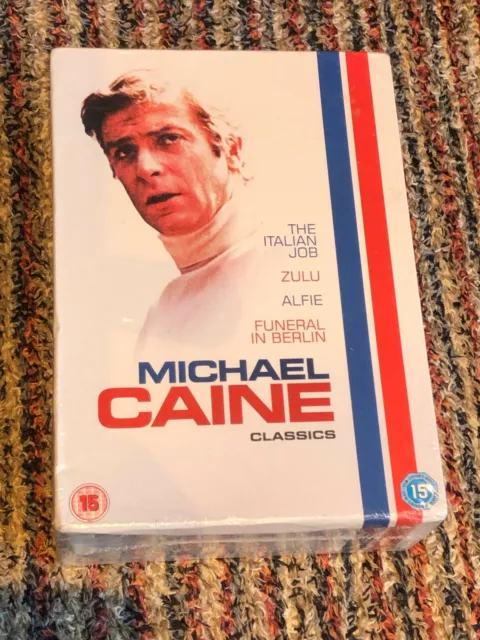 THE
ITALIAN
JOB
ZULU
ALFIE
FUNERAL
IN BERLIN
MICHAEL
CAINE
CLASSICS
15
15